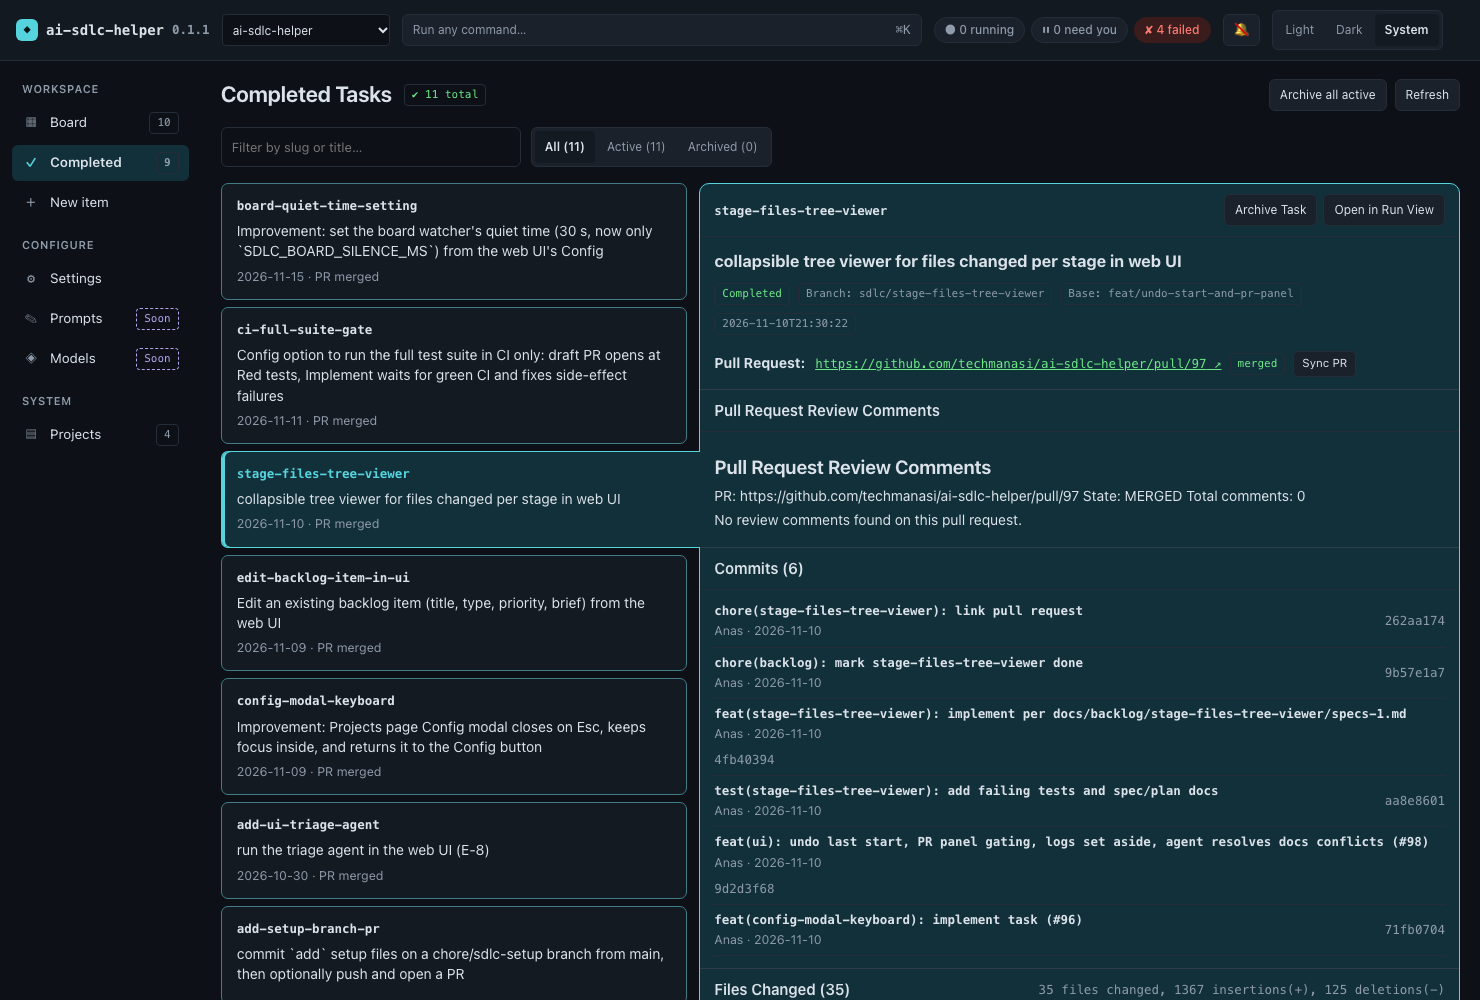 ai-sdlc-helper 0.1.1
ai-sdlc-helper
Run any command...
⌘K
0 running
0 need you
✘ 4 failed
Light
Dark
System
WORKSPACE
Board
10
Completed
9
New item
CONFIGURE
Settings
Prompts
Soon
Models
Soon
SYSTEM
Projects
4
Completed Tasks
✔ 11 total
Archive all active
Refresh
Filter by slug or title...
All (11)
Active (11)
Archived (0)
board-quiet-time-setting
Improvement: set the board watcher's quiet time (30 s, now only
`SDLC_BOARD_SILENCE_MS`) from the web UI's Config
2026-11-15 · PR merged
ci-full-suite-gate
Config option to run the full test suite in CI only: draft PR opens at
Red tests, Implement waits for green CI and fixes side-effect
failures
2026-11-11 · PR merged
stage-files-tree-viewer
collapsible tree viewer for files changed per stage in web UI
2026-11-10 · PR merged
edit-backlog-item-in-ui
Edit an existing backlog item (title, type, priority, brief) from the
web UI
2026-11-09 · PR merged
config-modal-keyboard
Improvement: Projects page Config modal closes on Esc, keeps
focus inside, and returns it to the Config button
2026-11-09 · PR merged
add-ui-triage-agent
run the triage agent in the web UI (E-8)
2026-10-30 · PR merged
add-setup-branch-pr
commit `add` setup files on a chore/sdlc-setup branch from main,
then optionally push and open a PR
stage-files-tree-viewer
Archive Task
Open in Run View
collapsible tree viewer for files changed per stage in web UI
Completed
Branch: sdlc/stage-files-tree-viewer
Base: feat/undo-start-and-pr-panel
2026-11-10T21:30:22
Pull Request: https://github.com/techmanasi/ai-sdlc-helper/pull/97 ↗ merged
Sync PR
Pull Request Review Comments
Pull Request Review Comments
PR: https://github.com/techmanasi/ai-sdlc-helper/pull/97 State: MERGED Total comments: 0
No review comments found on this pull request.
Commits (6)
chore(stage-files-tree-viewer): link pull request
Anas · 2026-11-10
262aa174
chore(backlog): mark stage-files-tree-viewer done
Anas · 2026-11-10
9b57e1a7
feat(stage-files-tree-viewer): implement per docs/backlog/stage-files-tree-viewer/specs-1.md
Anas · 2026-11-10
4fb40394
test(stage-files-tree-viewer): add failing tests and spec/plan docs
Anas · 2026-11-10
aa8e8601
feat(ui): undo last start, PR panel gating, logs set aside, agent resolves docs conflicts (#98)
Anas · 2026-11-10
9d2d3f68
feat(config-modal-keyboard): implement task (#96)
Anas · 2026-11-10
71fb0704
Files Changed (35)
35 files changed, 1367 insertions(+), 125 deletions(-)